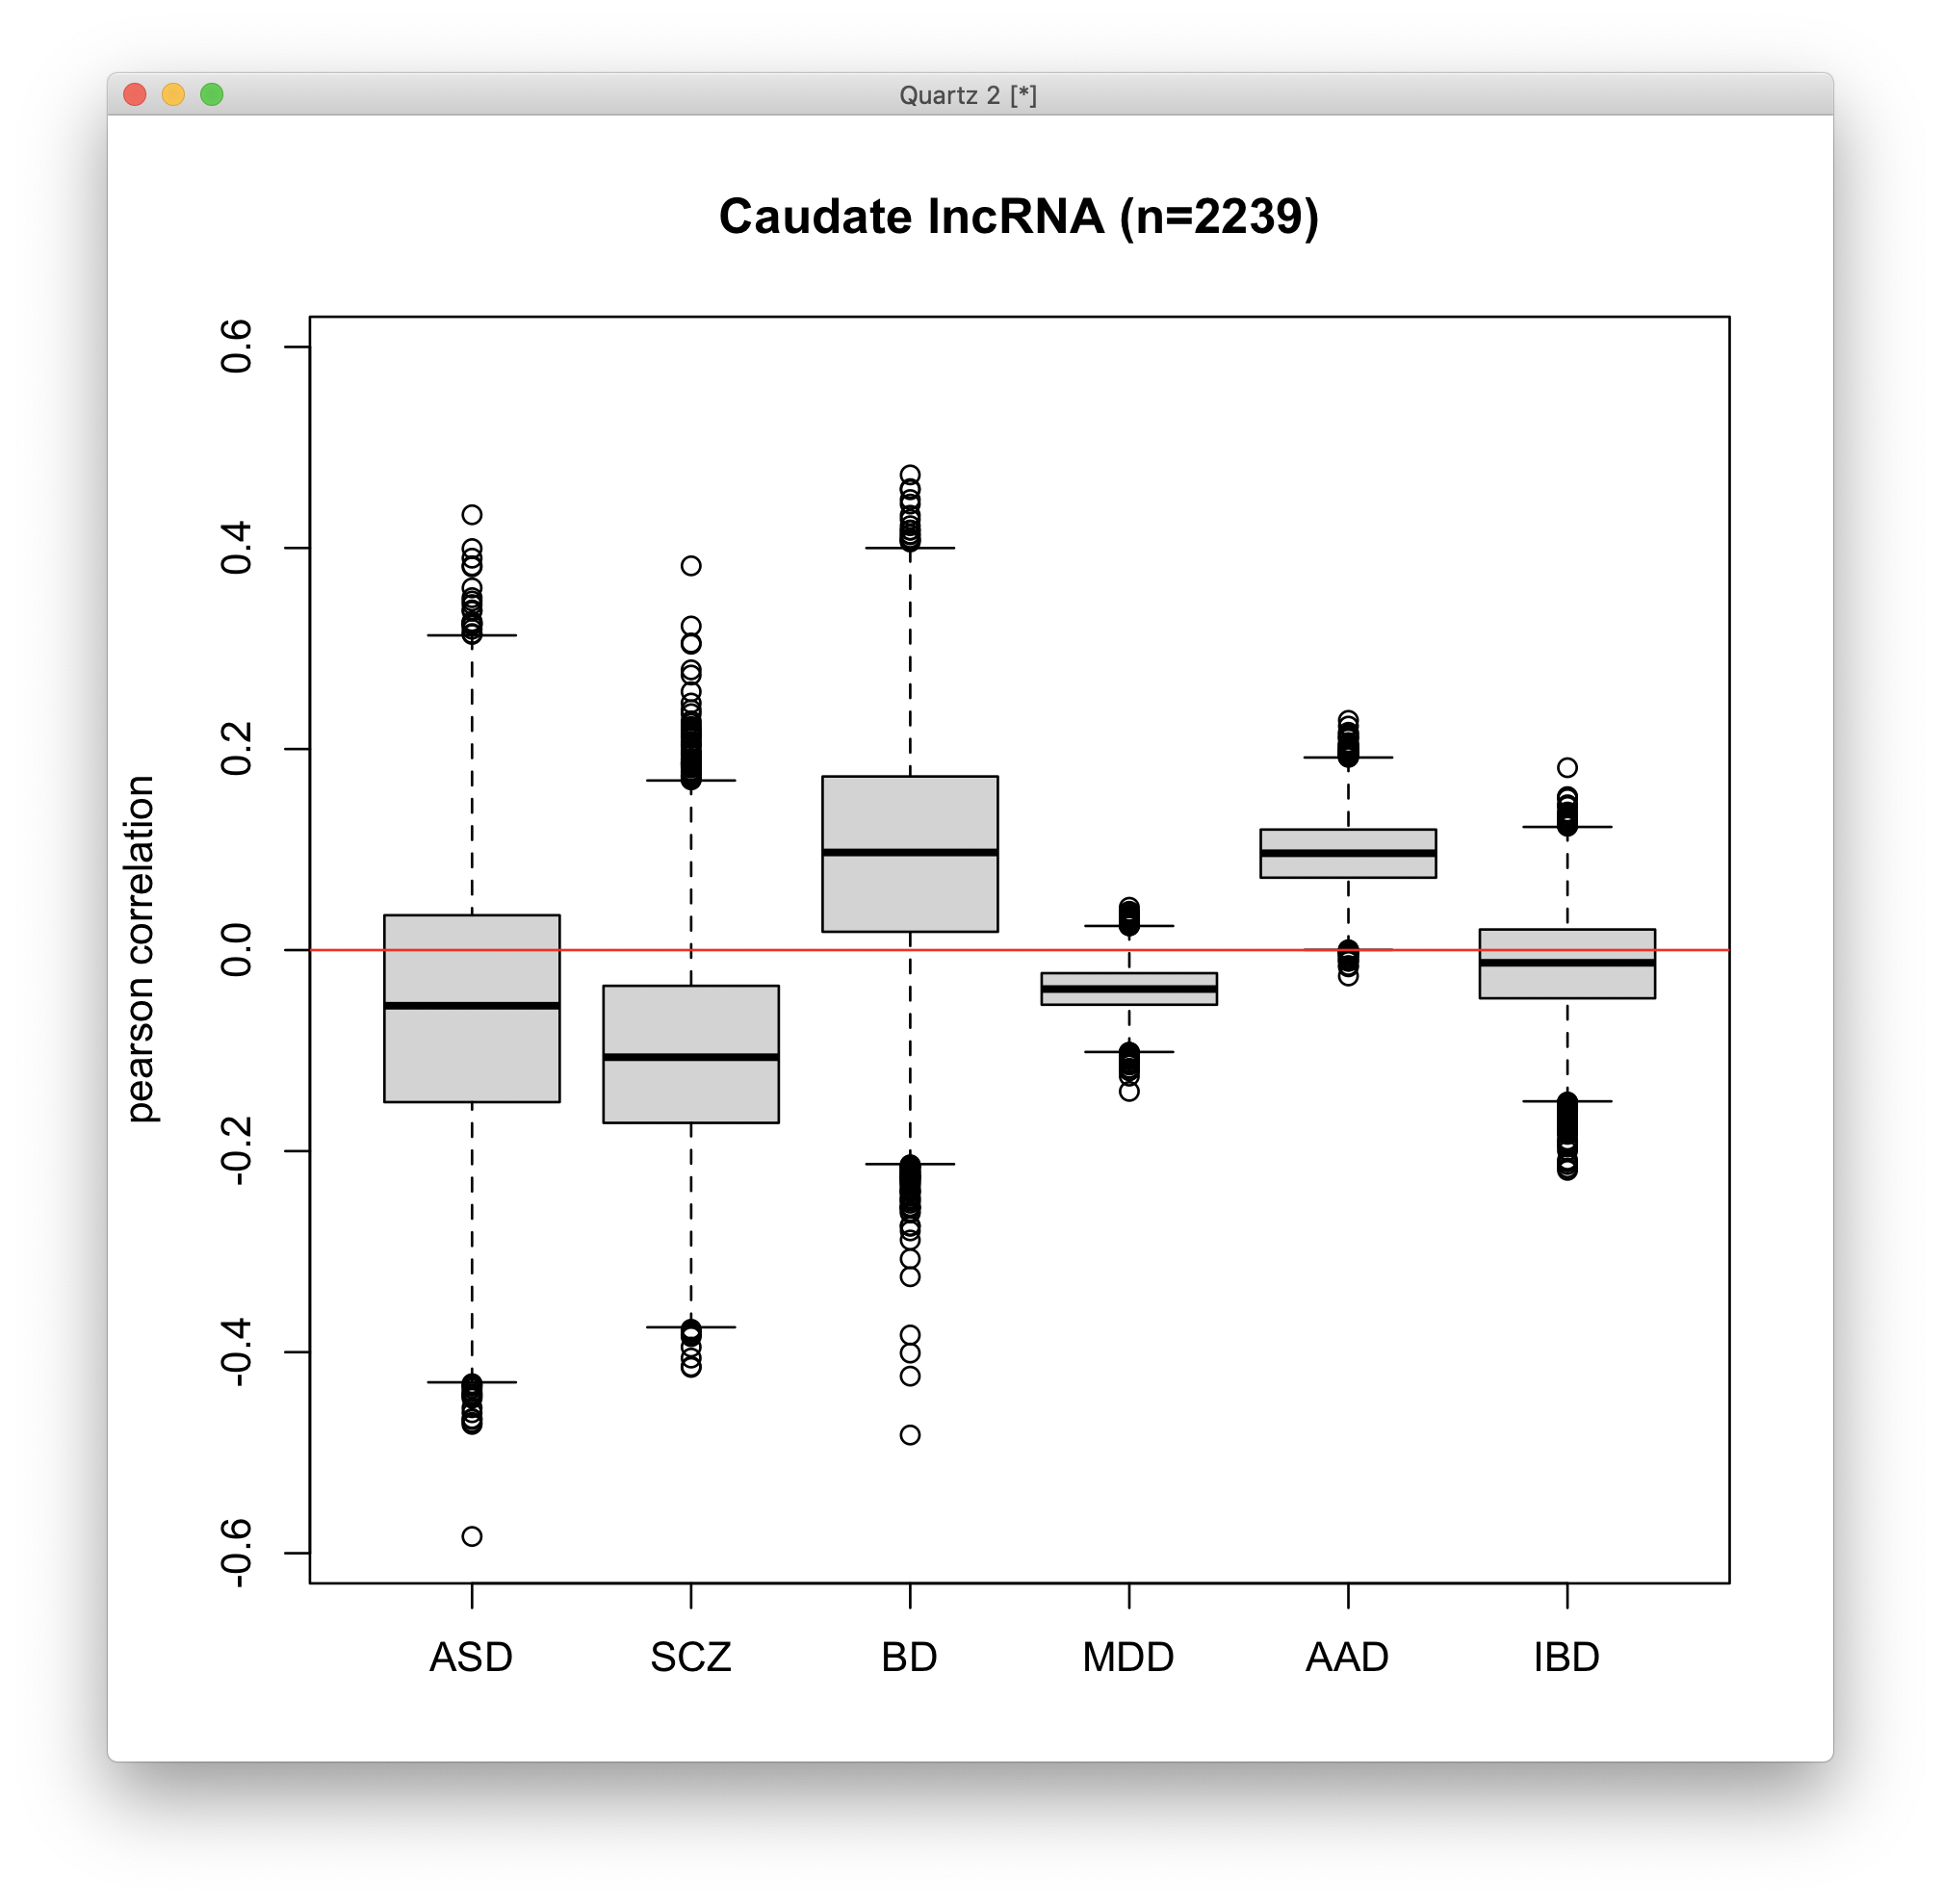 Quartz 2 [*]
Caudate lncRNA (n=2239)
pearson correlation
0.6
0.4
0.2
0.0
-0.2
-0.4
-0.6
ASD SCZ BD MDD AAD IBD